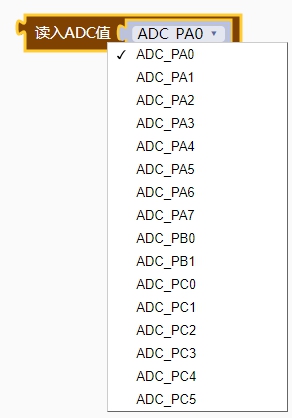 读入ADC值 ADC_PA0
✓ ADC_PA0
ADC_PA1
ADC_PA2
ADC_PA3
ADC_PA4
ADC_PA5
ADC_PA6
ADC_PA7
ADC_PB0
ADC_PB1
ADC_PC0
ADC_PC1
ADC_PC2
ADC_PC3
ADC_PC4
ADC_PC5